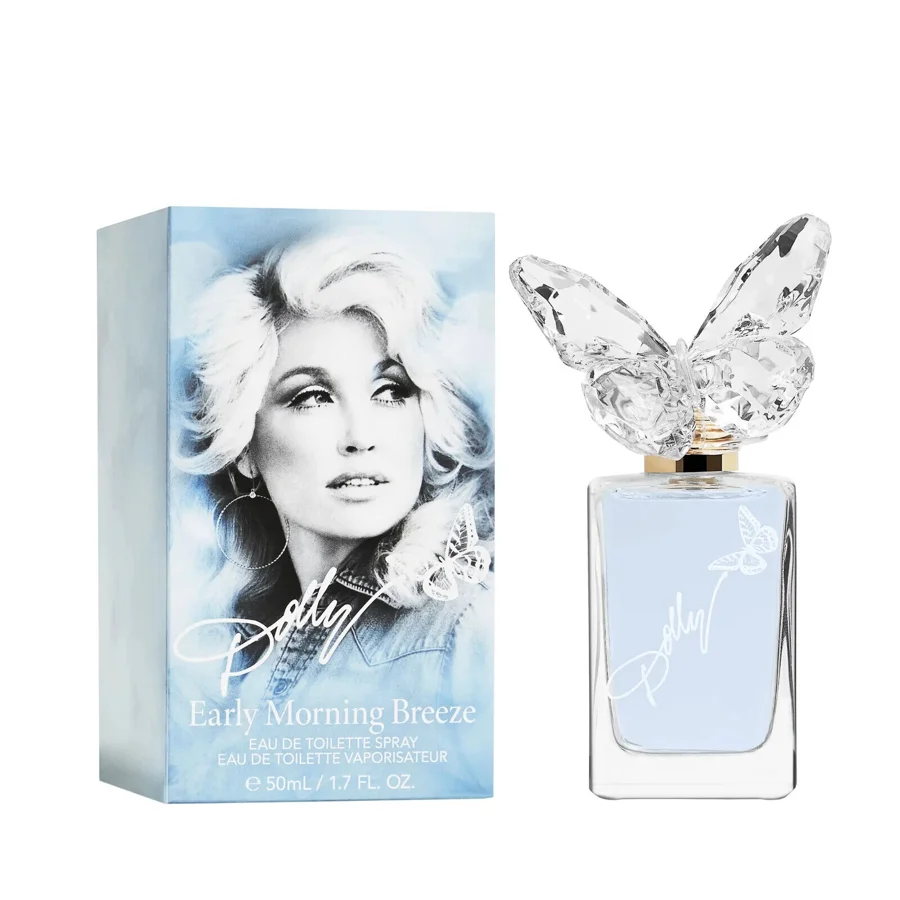 Dolly
Early Morning Breeze
EAU DE TOILETTE SPRAY
EAU DE TOILETTE VAPORISATEUR
℮ 50mL / 1.7 FL. OZ.
Dolly